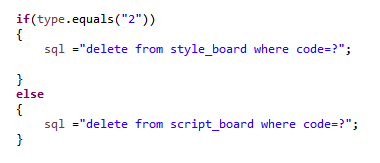 if(type.equals("2"))
{
sql ="delete from style_board where code=?";
}
else
{
sql ="delete from script_board where code=?";
}